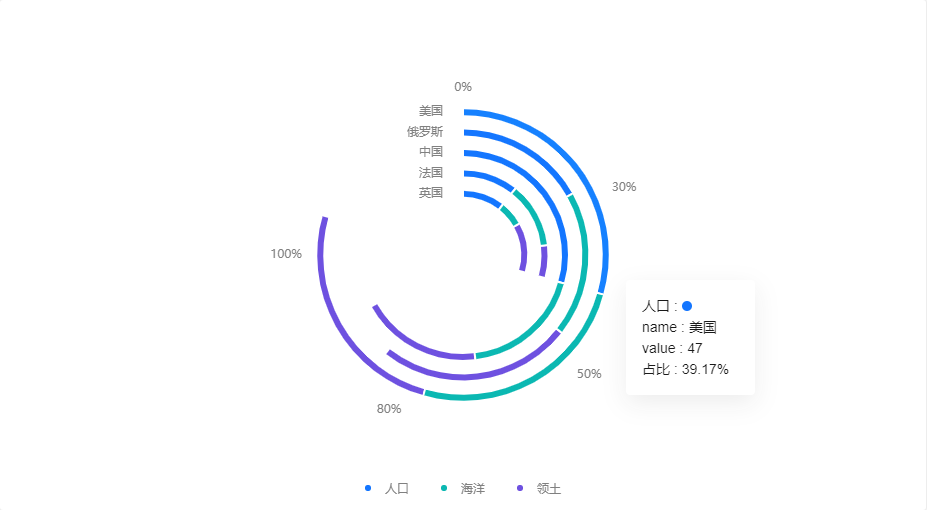 0%
美国
俄罗斯
中国
法国
英国
30%
100%
50%
80%
人口 :
name : 美国
value : 47
占比 : 39.17%
人口 海洋 领土